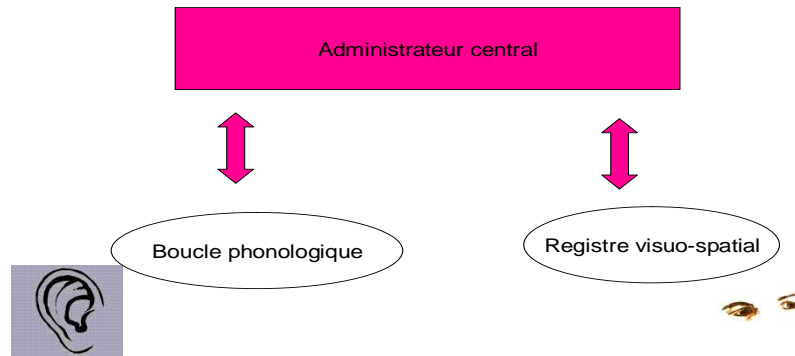 Administrateur central
Boucle phonologique
Registre visuo-spatial